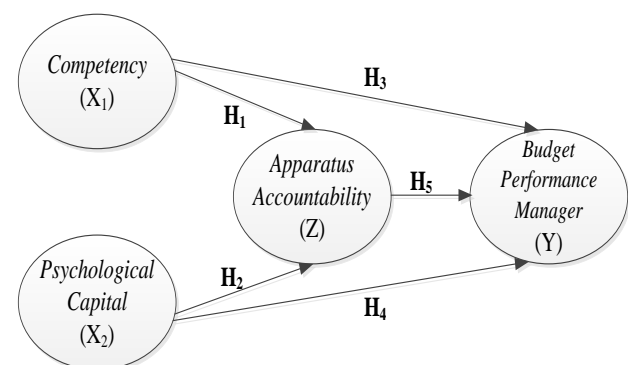 Competency
(X₁)
H₃
H₁
Apparatus
Accountability
(Z)
H₅
Budget
Performance
Manager
(Y)
Psychological
Capital
(X₂)
H₂
H₄